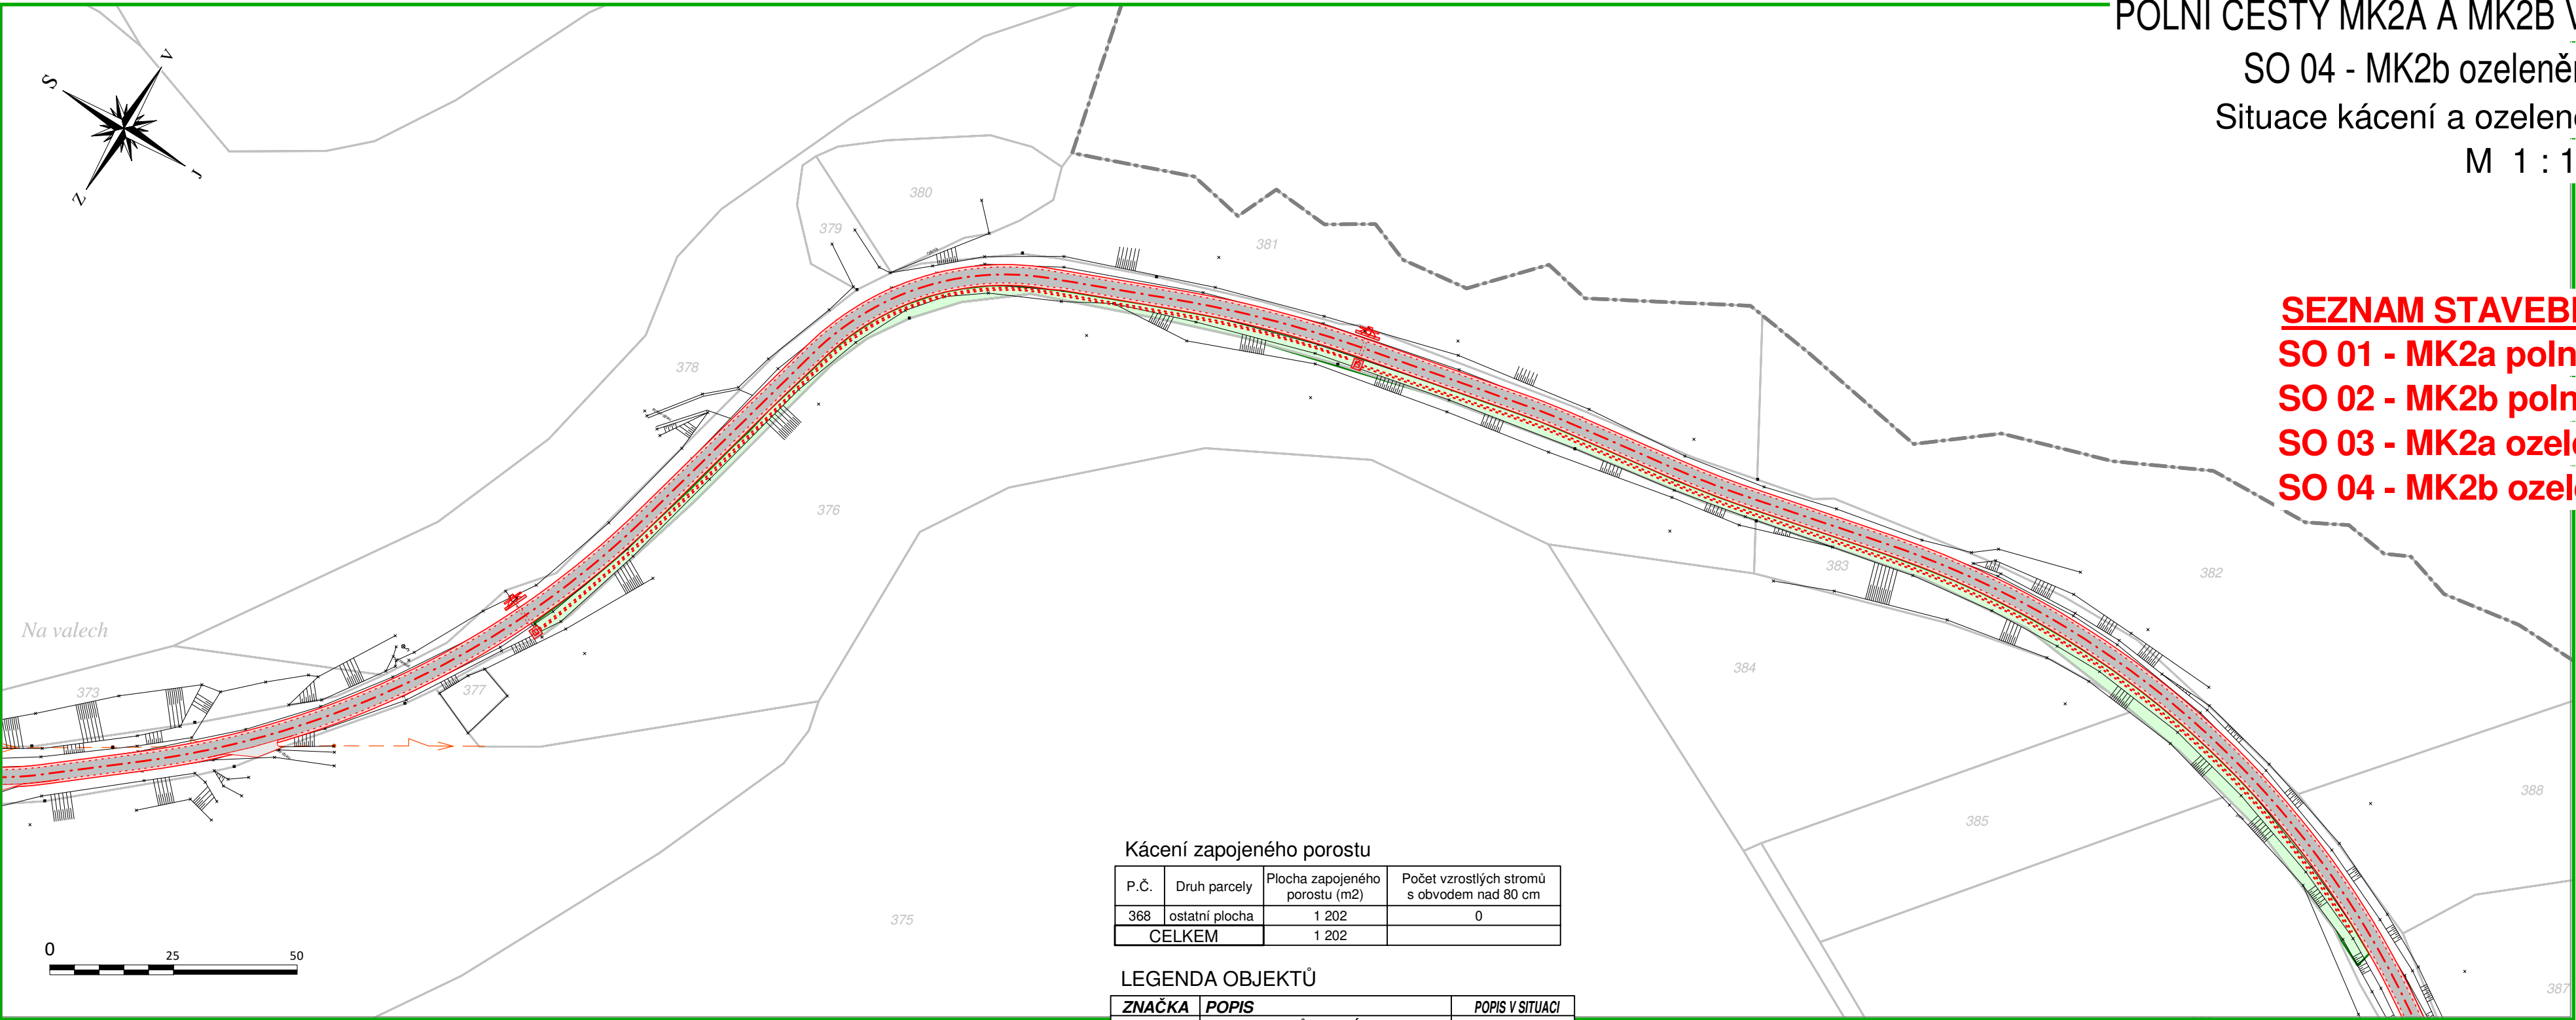 POLNÍ CESTY MK2A A MK2B V
SO 04 - MK2b ozeleně
Situace kácení a ozelen
M 1 : 1
S
V
Z
J
SEZNAM STAVEB
SO 01 - MK2a poln
SO 02 - MK2b poln
SO 03 - MK2a ozel
SO 04 - MK2b ozel
380
379
381
378
376
383
382
Na valech
373
377
384
388
385
375
387
Kácení zapojeného porostu
P.Č. Druh parcely Plocha zapojeného porostu (m2) Počet vzrostlých stromů s obvodem nad 80 cm
368 ostatní plocha 1 202 0
CELKEM 1 202
0 25 50
LEGENDA OBJEKTŮ
ZNAČKA POPIS POPIS V SITUACI